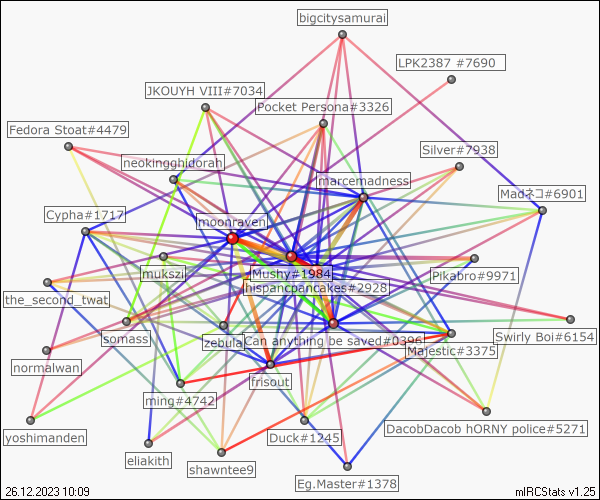 bigcitysamurai
LPK2387 #7690
JKOUYH VIII#7034
Pocket Persona#3326
Fedora Stoat#4479
Silver#7938
neokingghidorah
marcemadness
Madネコ#6901
Cypha#1717
moonraven
mukszi
Mushy#1984
Pikabro#9971
hispancpancakes#2928
the_second_twat
somass
zebula
Can anything be saved#0396
Swirly Boi#6154
Majestic#3375
normalwan
frisout
ming#4742
yoshimanden
Duck#1245
DacobDacob hORNY police#5271
eliakith
shawntee9
Eg.Master#1378
26.12.2023 10:09
mIRCStats v1.25